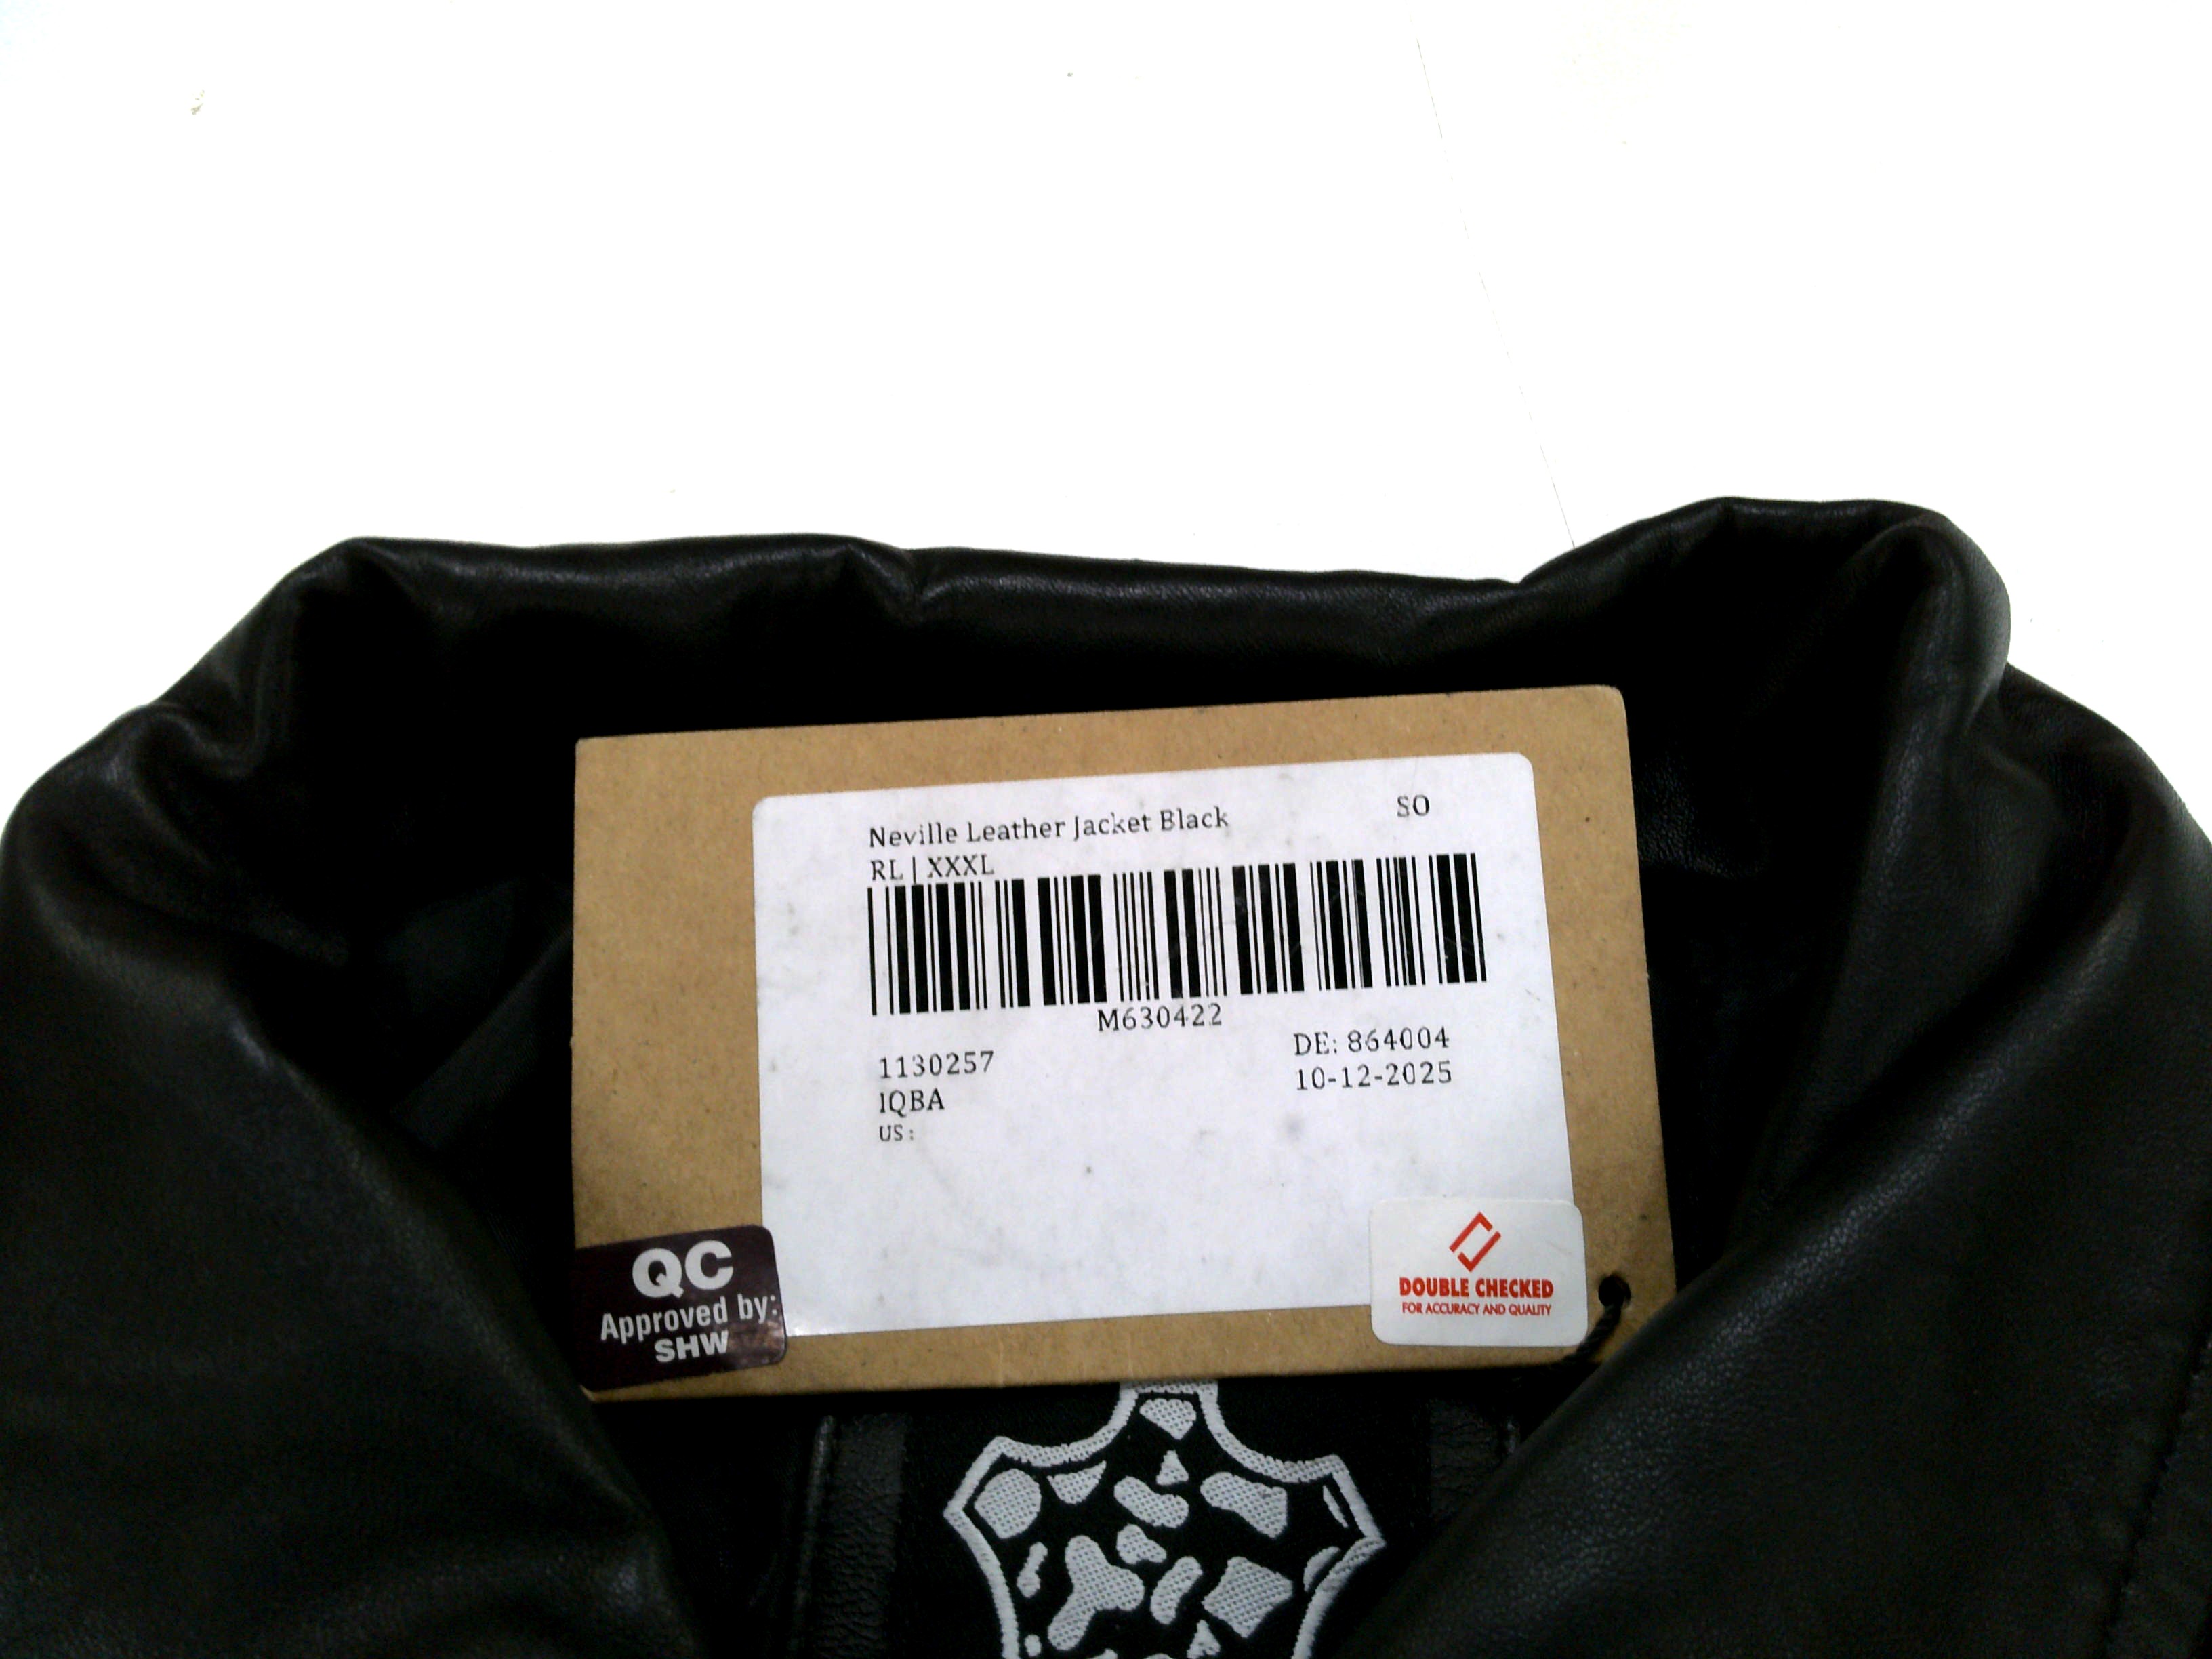 Neville Leather Jacket Black SO
RL | XXXL
M630422
1130257 DE: 864004
IQBA 10-12-2025
US :
QC
Approved by:
SHW
DOUBLE CHECKED
FOR ACCURACY AND QUALITY